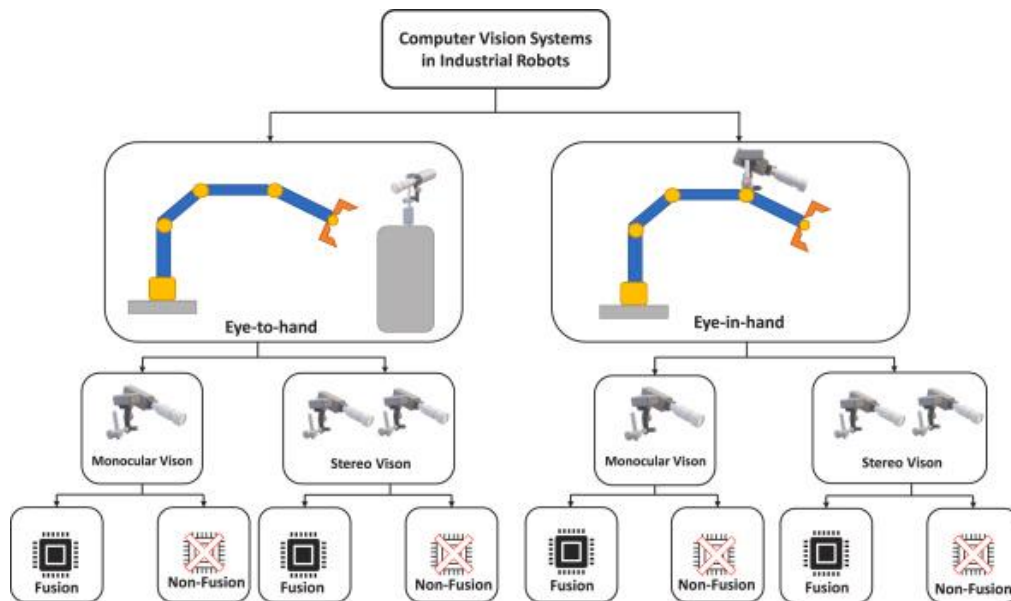 Computer Vision Systems
in Industrial Robots
Eye-to-hand
Eye-in-hand
Monocular Vison
Stereo Vison
Monocular Vison
Stereo Vison
Fusion
Non-Fusion
Fusion
Non-Fusion
Fusion
Non-Fusion
Fusion
Non-Fusion